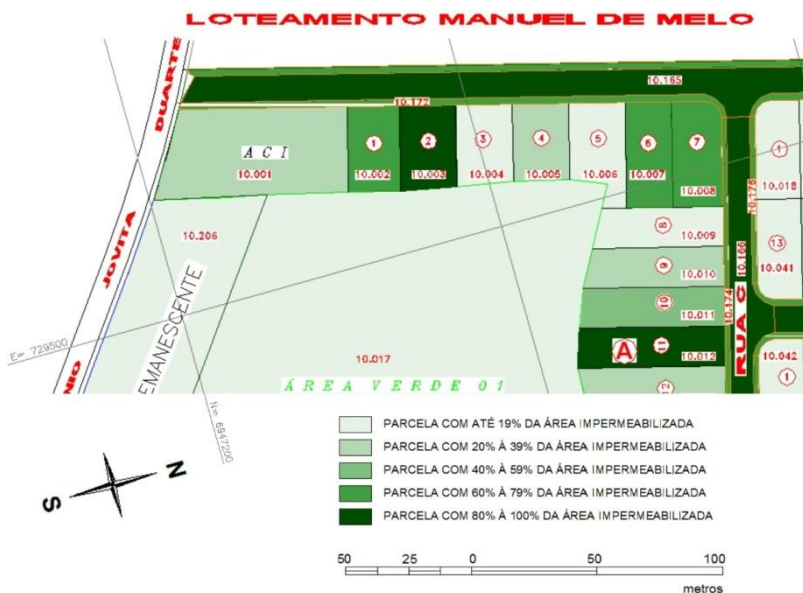 LOTEAMENTO MANUEL DE MELO
DUARTE
JOVITA
NIO
10.165
10.172
ACI
10.001
1
10.002
2
10.003
3
10.004
4
10.005
5
10.006
6
10.007
7
10.008
1
10.018
10.176
8
10.009
10.206
13
10.041
9
10.010
10.166
10.174
10
10.011
EMANESCENTE
RUA C
A
11
10.012
10.042
1
10.017
ÁREA VERDE 01
12
E= 729500
N= 6947200
S
N
PARCELA COM ATÉ 19% DA ÁREA IMPERMEABILIZADA
PARCELA COM 20% À 39% DA ÁREA IMPERMEABILIZADA
PARCELA COM 40% À 59% DA ÁREA IMPERMEABILIZADA
PARCELA COM 60% À 79% DA ÁREA IMPERMEABILIZADA
PARCELA COM 80% À 100% DA ÁREA IMPERMEABILIZADA
50 25 0 50 100
metros